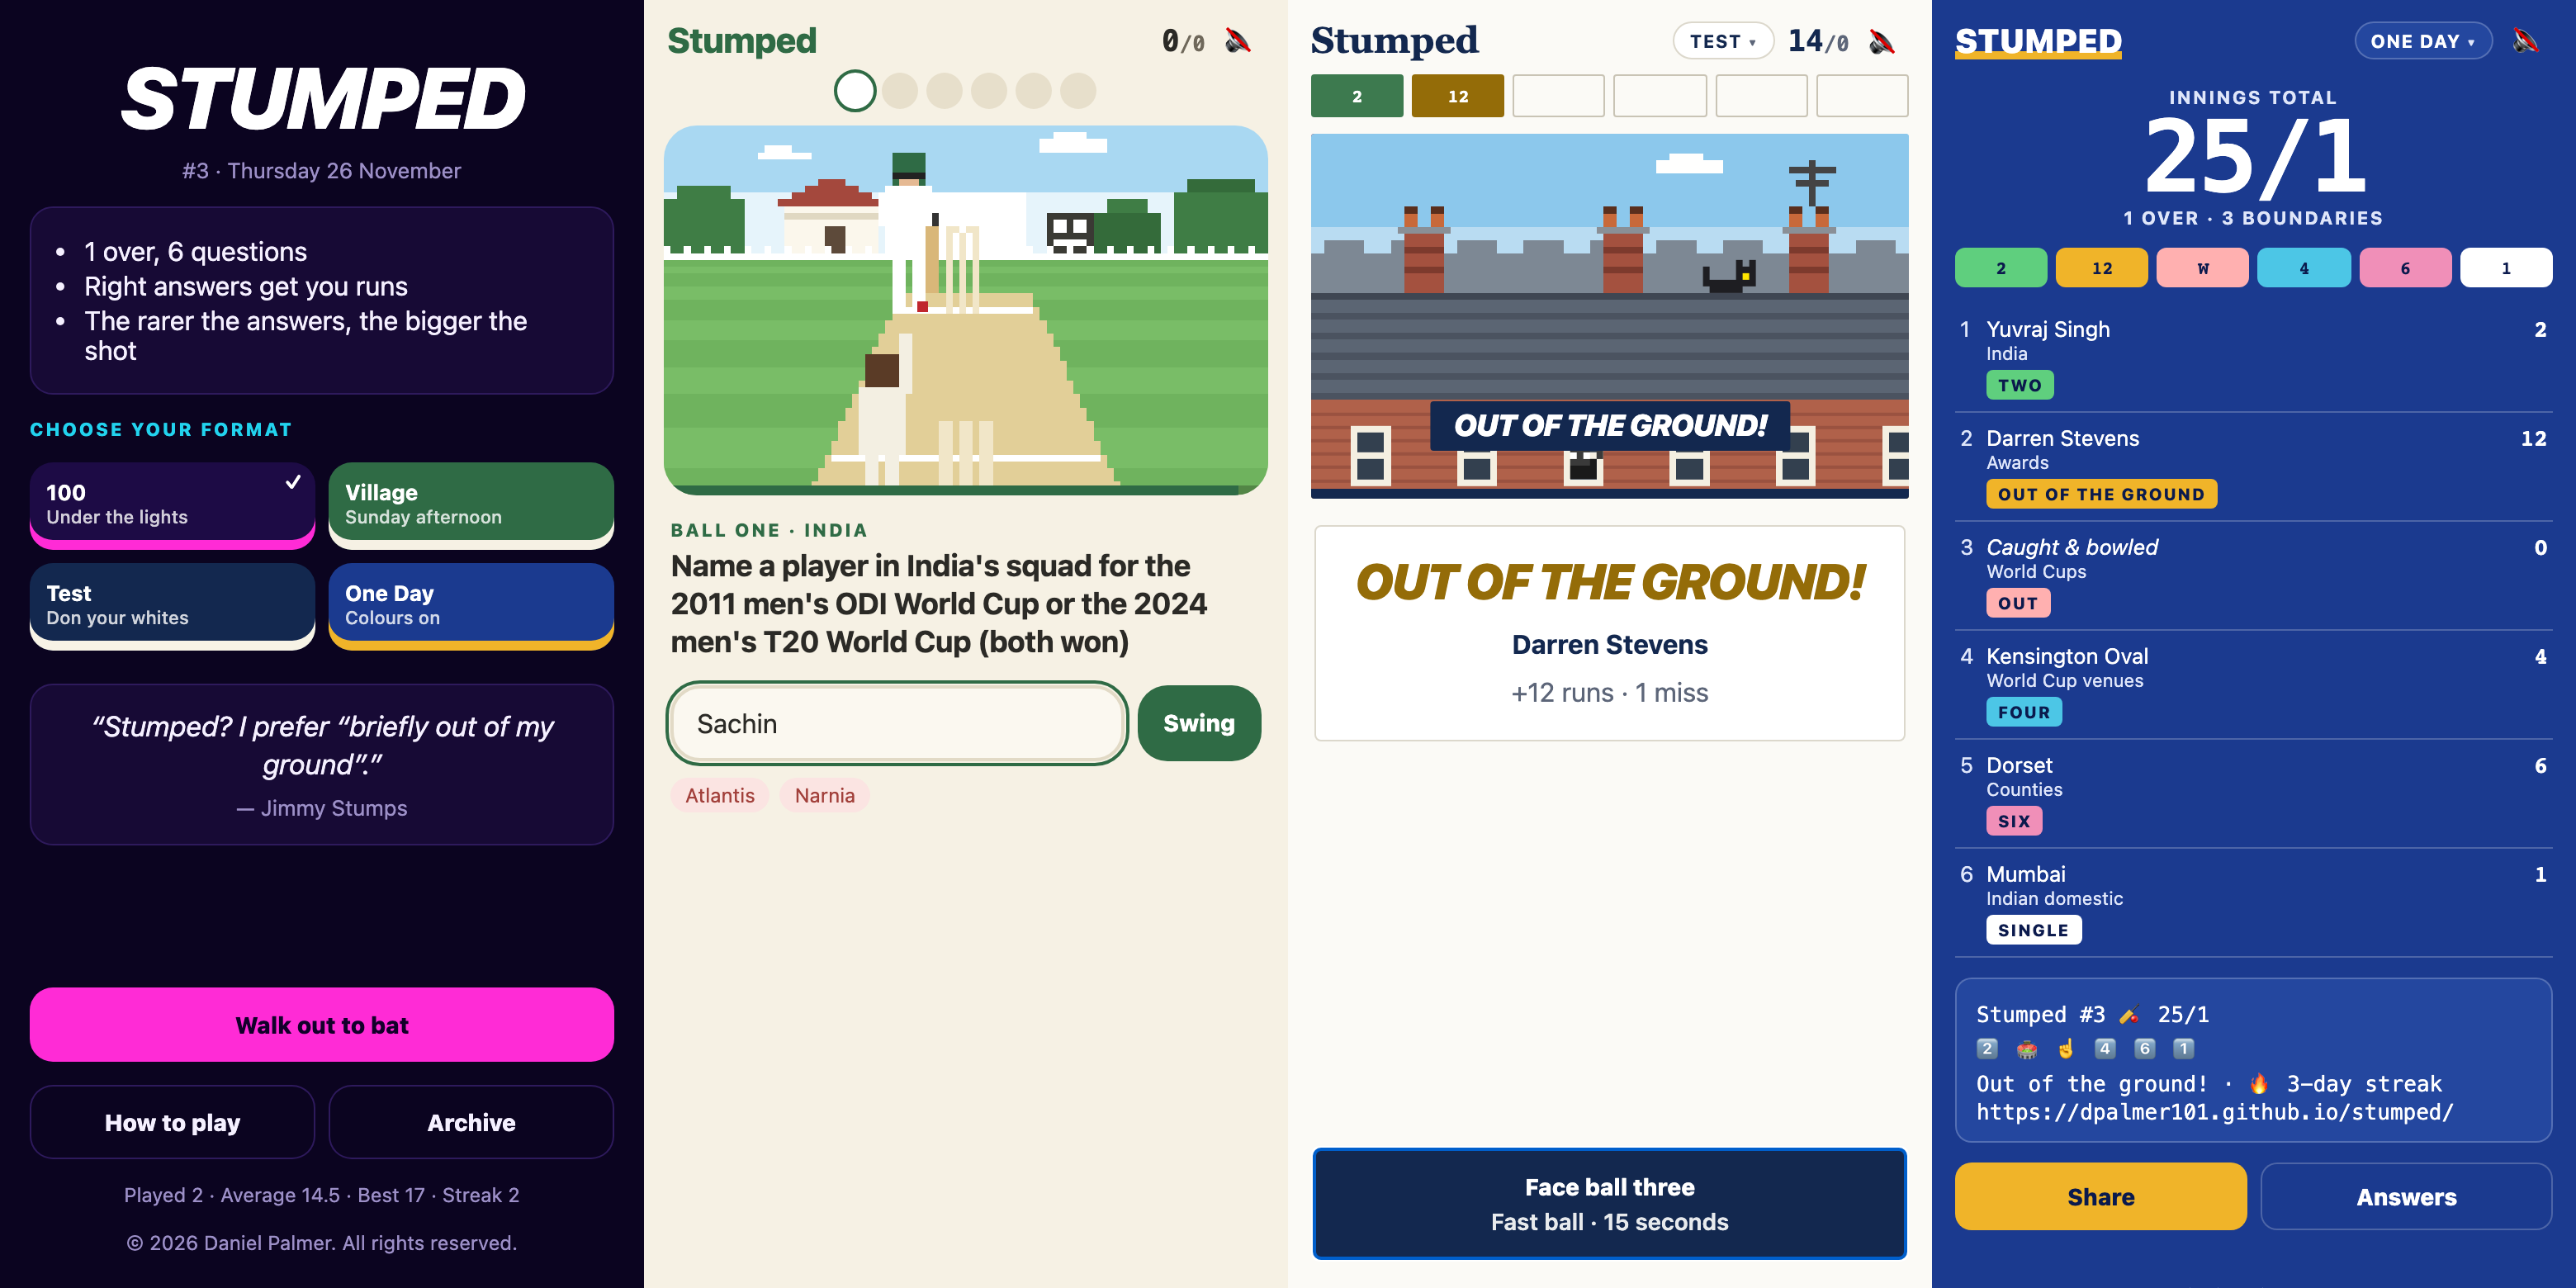 STUMPED
#3 · Thursday 26 November
• 1 over, 6 questions
• Right answers get you runs
• The rarer the answers, the bigger the
shot
CHOOSE YOUR FORMAT
100
Under the lights
Village
Sunday afternoon
Test
Don your whites
One Day
Colours on
“Stumped? I prefer “briefly out of my
ground”.”
— Jimmy Stumps
Walk out to bat
How to play
Archive
Played 2 · Average 14.5 · Best 17 · Streak 2
© 2026 Daniel Palmer. All rights reserved.
Stumped
0/0
BALL ONE · INDIA
Name a player in India's squad for the
2011 men's ODI World Cup or the 2024
men's T20 World Cup (both won)
Sachin
Swing
Atlantis
Narnia
Stumped
TEST ▾
14/0
2
12
OUT OF THE GROUND!
OUT OF THE GROUND!
Darren Stevens
+12 runs · 1 miss
Face ball three
Fast ball · 15 seconds
STUMPED
ONE DAY ▾
INNINGS TOTAL
25/1
1 OVER · 3 BOUNDARIES
2 12 W 4 6 1
1 Yuvraj Singh 2
India
TWO
2 Darren Stevens 12
Awards
OUT OF THE GROUND
3 Caught & bowled 0
World Cups
OUT
4 Kensington Oval 4
World Cup venues
FOUR
5 Dorset 6
Counties
SIX
6 Mumbai 1
Indian domestic
SINGLE
Stumped #3 🏏 25/1
2️⃣ 🏟️ ☝️ 4️⃣ 6️⃣ 1️⃣
Out of the ground! · 🔥 3-day streak
https://dpalmer101.github.io/stumped/
Share
Answers